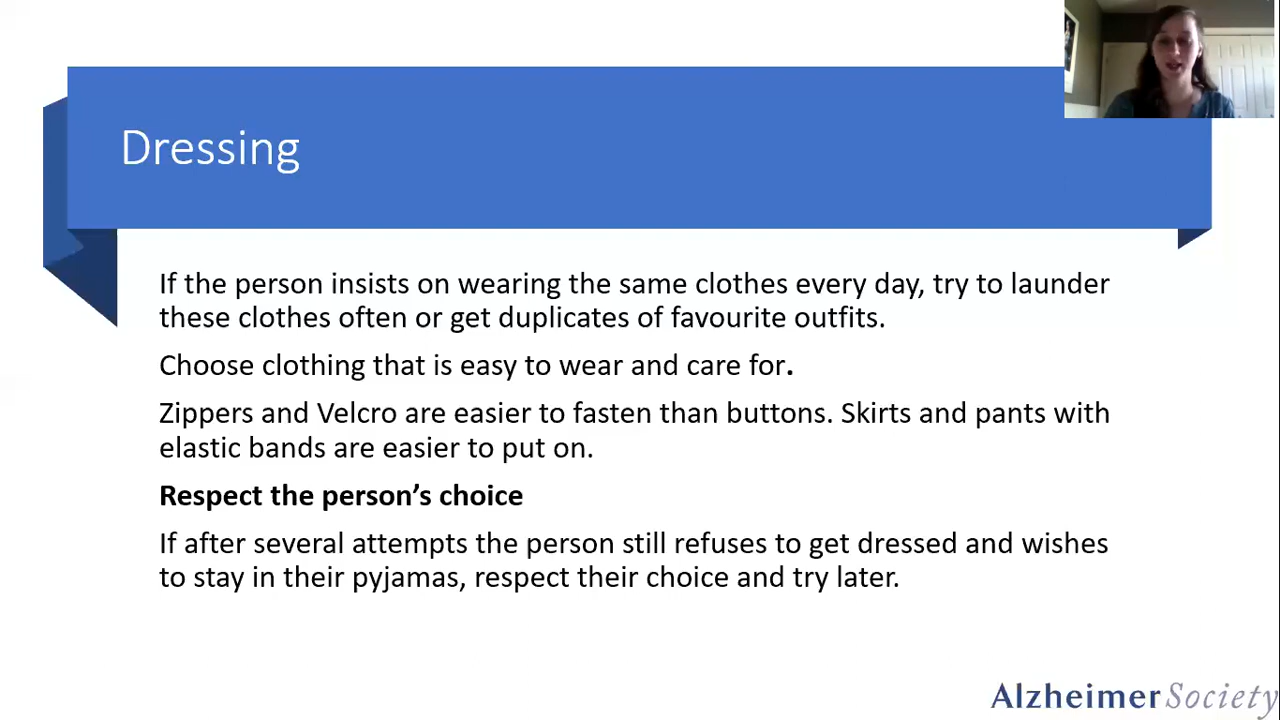 Dressing
If the person insists on wearing the same clothes every day, try to launder
these clothes often or get duplicates of favourite outfits.
Choose clothing that is easy to wear and care for.
Zippers and Velcro are easier to fasten than buttons. Skirts and pants with
elastic bands are easier to put on.
Respect the person’s choice
If after several attempts the person still refuses to get dressed and wishes
to stay in their pyjamas, respect their choice and try later.
Alzheimer Society